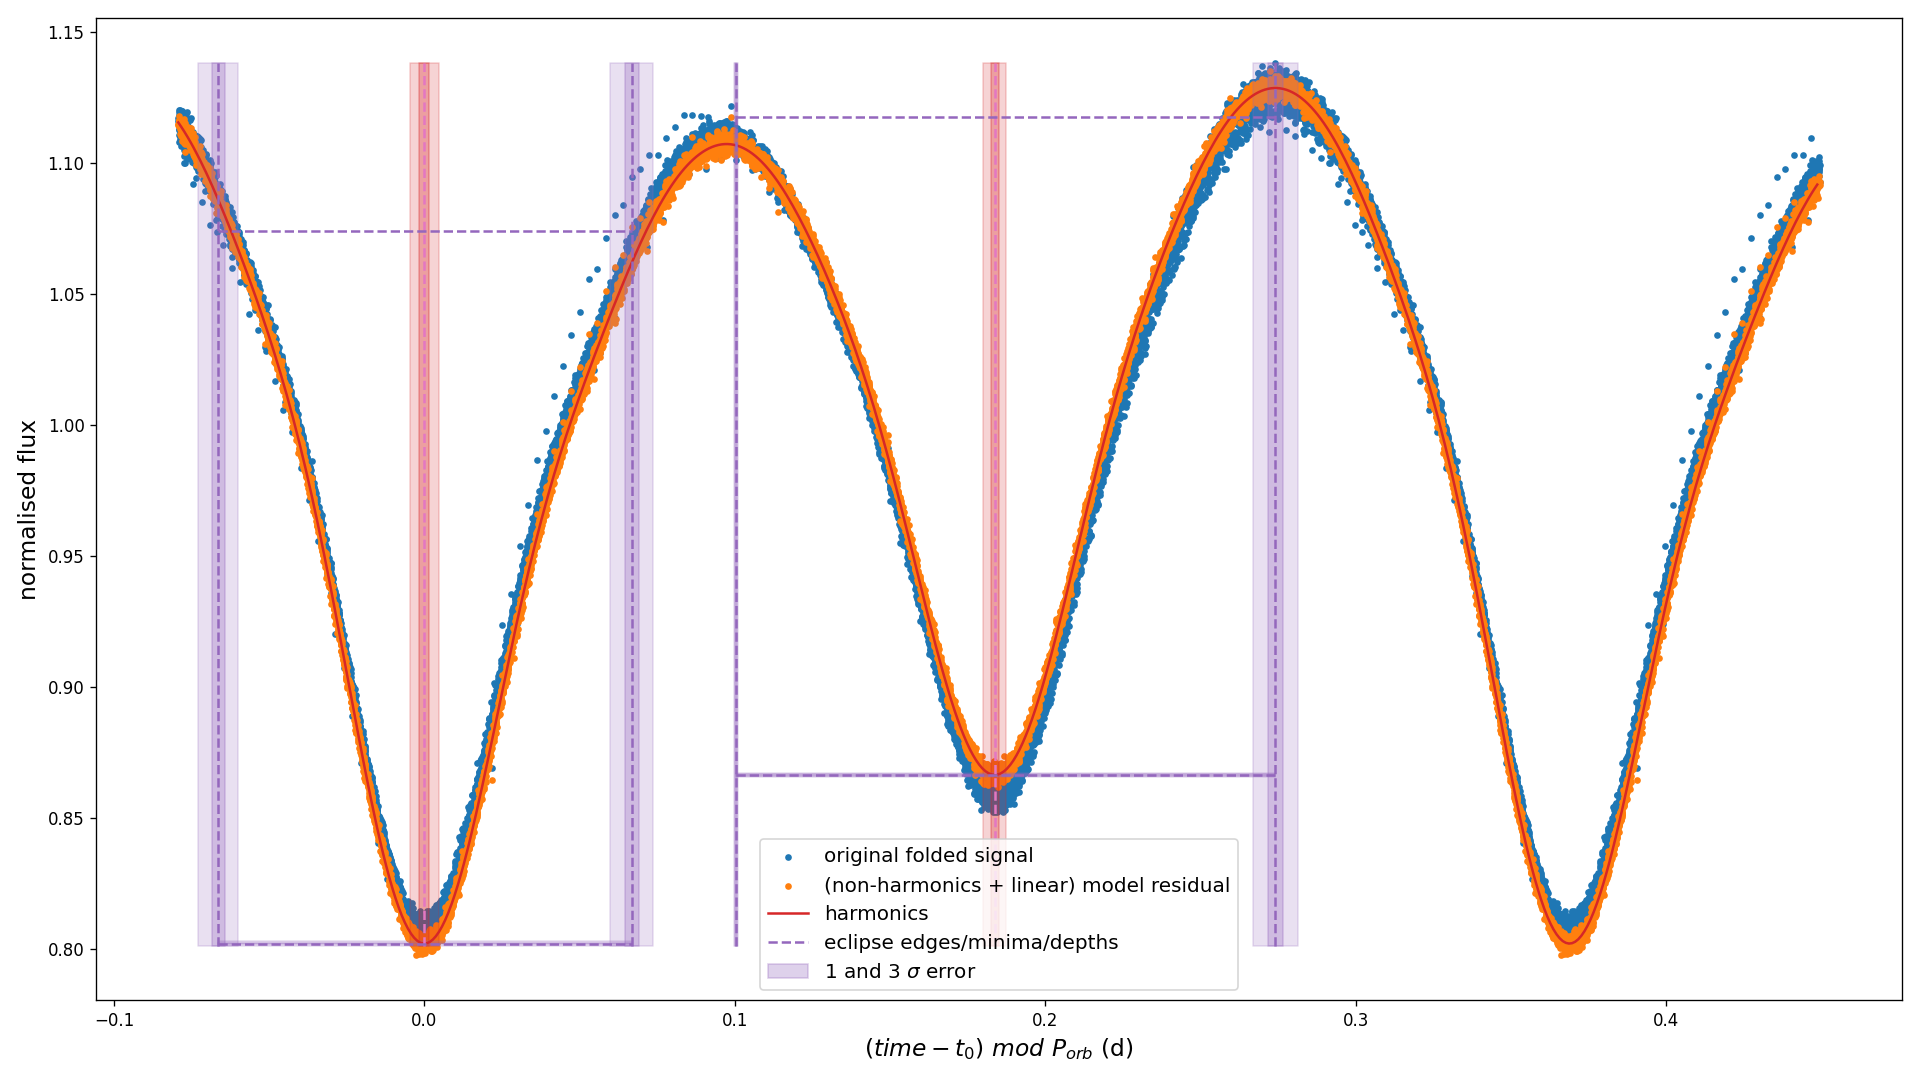 1.15
1.10
1.05
1.00
0.95
0.90
0.85
0.80
normalised flux
original folded signal
(non-harmonics + linear) model residual
harmonics
eclipse edges/minima/depths
1 and 3 σ error
−0.1 0.0 0.1 0.2 0.3 0.4
(time − t₀) mod P_orb (d)